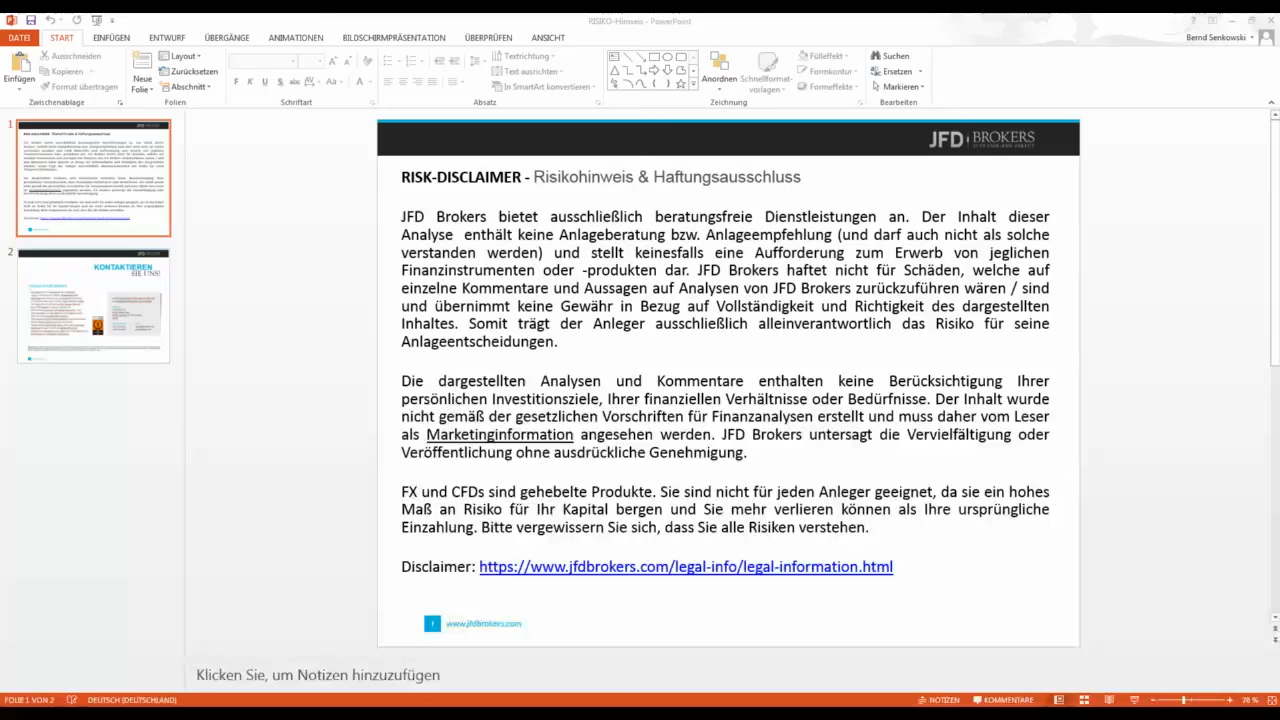 RISIKO-Hinweis - PowerPoint
DATEI START EINFÜGEN ENTWURF ÜBERGÄNGE ANIMATIONEN BILDSCHIRMPRÄSENTATION ÜBERPRÜFEN ANSICHT Bernd Senkowski
Einfügen
Ausschneiden
Kopieren
Format übertragen
Zwischenablage
Neue
Folie
Layout
Zurücksetzen
Abschnitt
Folien
F K U S abc AV Aa A
Schriftart
Textrichtung
Text ausrichten
In SmartArt konvertieren
Absatz
Anordnen
Schnellformat-
vorlagen
Fülleffekt
Formkontur
Formeffekte
Zeichnung
Suchen
Ersetzen
Markieren
Bearbeiten
1
2
KONTAKTIEREN
SIE UNS!
JFD BROKERS
JUST FAIR AND DIRECT
RISK-DISCLAIMER - Risikohinweis & Haftungsausschuss
JFD Brokers bietet ausschließlich beratungsfreie Dienstleistungen an. Der Inhalt dieser
Analyse enthält keine Anlageberatung bzw. Anlageempfehlung (und darf auch nicht als solche
verstanden werden) und stellt keinesfalls eine Aufforderung zum Erwerb von jeglichen
Finanzinstrumenten oder -produkten dar. JFD Brokers haftet nicht für Schäden, welche auf
einzelne Kommentare und Aussagen auf Analysen von JFD Brokers zurückzuführen wären / sind
und übernimmt keine Gewähr in Bezug auf Vollständigkeit und Richtigkeit des dargestellten
Inhaltes. Somit trägt der Anleger ausschließlich alleinverantwortlich das Risiko für seine
Anlageentscheidungen.
Die dargestellten Analysen und Kommentare enthalten keine Berücksichtigung Ihrer
persönlichen Investitionsziele, Ihrer finanziellen Verhältnisse oder Bedürfnisse. Der Inhalt wurde
nicht gemäß der gesetzlichen Vorschriften für Finanzanalysen erstellt und muss daher vom Leser
als Marketinginformation angesehen werden. JFD Brokers untersagt die Vervielfältigung oder
Veröffentlichung ohne ausdrückliche Genehmigung.
FX und CFDs sind gehebelte Produkte. Sie sind nicht für jeden Anleger geeignet, da sie ein hohes
Maß an Risiko für Ihr Kapital bergen und Sie mehr verlieren können als Ihre ursprüngliche
Einzahlung. Bitte vergewissern Sie sich, dass Sie alle Risiken verstehen.
Disclaimer: https://www.jfdbrokers.com/legal-info/legal-information.html
www.jfdbrokers.com
Klicken Sie, um Notizen hinzuzufügen
FOLIE 1 VON 2 DEUTSCH (DEUTSCHLAND) NOTIZEN KOMMENTARE 78 %